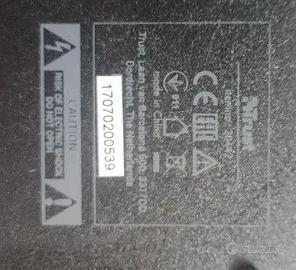 CAUTION
RISK OF ELECTRIC SHOCK
DO NOT OPEN
Trust
Made in China
Trust, Laan van Barcelona 600, 3317DD
Dordrecht, The Netherlands
17070200539